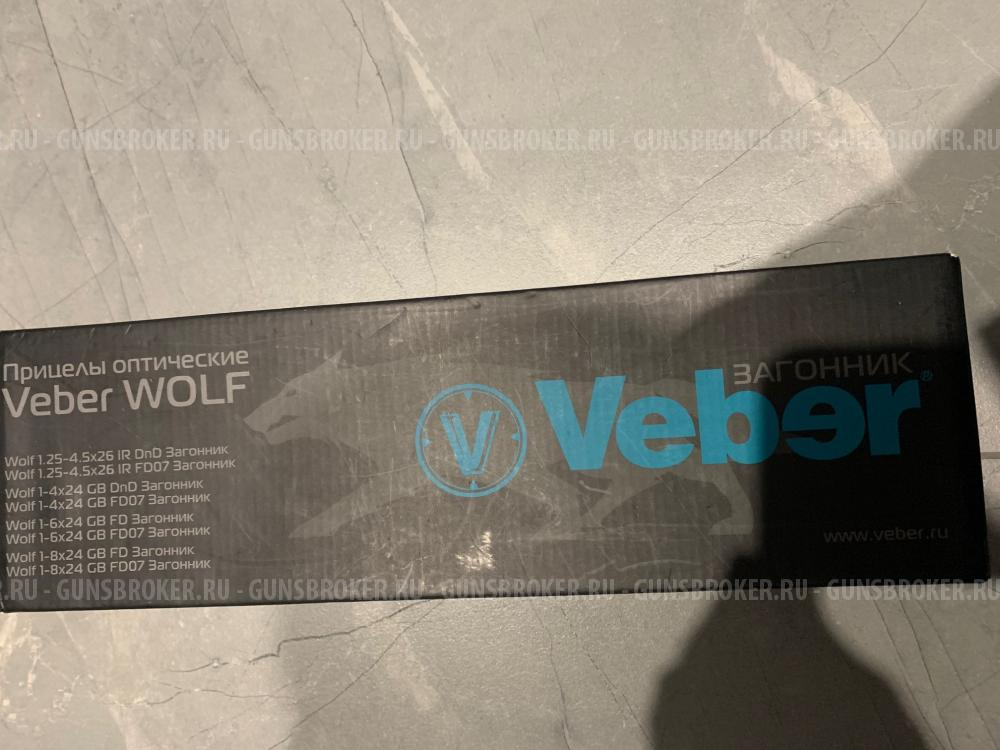 .RU - GUNSBROKER.RU - GUNSBROKER.RU - GUNSBROKER.RU - GUNSBROKER.RU - GUNSBR
Прицелы оптические
Veber WOLF
Wolf 1.25-4.5x26 IR DnD Загонник
Wolf 1.25-4.5x26 IR FD07 Загонник
Wolf 1-4x24 GB DnD Загонник
Wolf 1-4x24 GB FD07 Загонник
Wolf 1-6x24 GB FD Загонник
Wolf 1-6x24 GB FD07 Загонник
Wolf 1-8x24 GB FD Загонник
Wolf 1-8x24 GB FD07 Загонник
ЗАГОННИК
V Veber®
www.veber.ru
.RU - GUNSBROKER.RU - GUNSBROKER.RU - GUNSBROKER.RU - GUNSBROKER.RU - GUNSBR